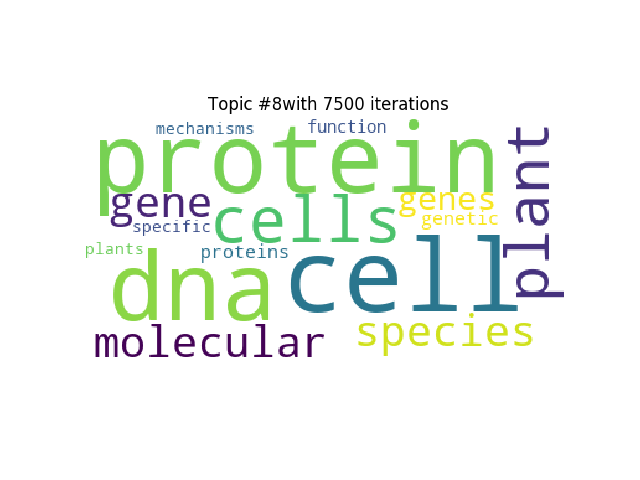 Topic #8with 7500 iterations
mechanisms
function
protein
plant
gene
cells
genes
genetic
specific
plants
proteins
dna
cell
molecular
species